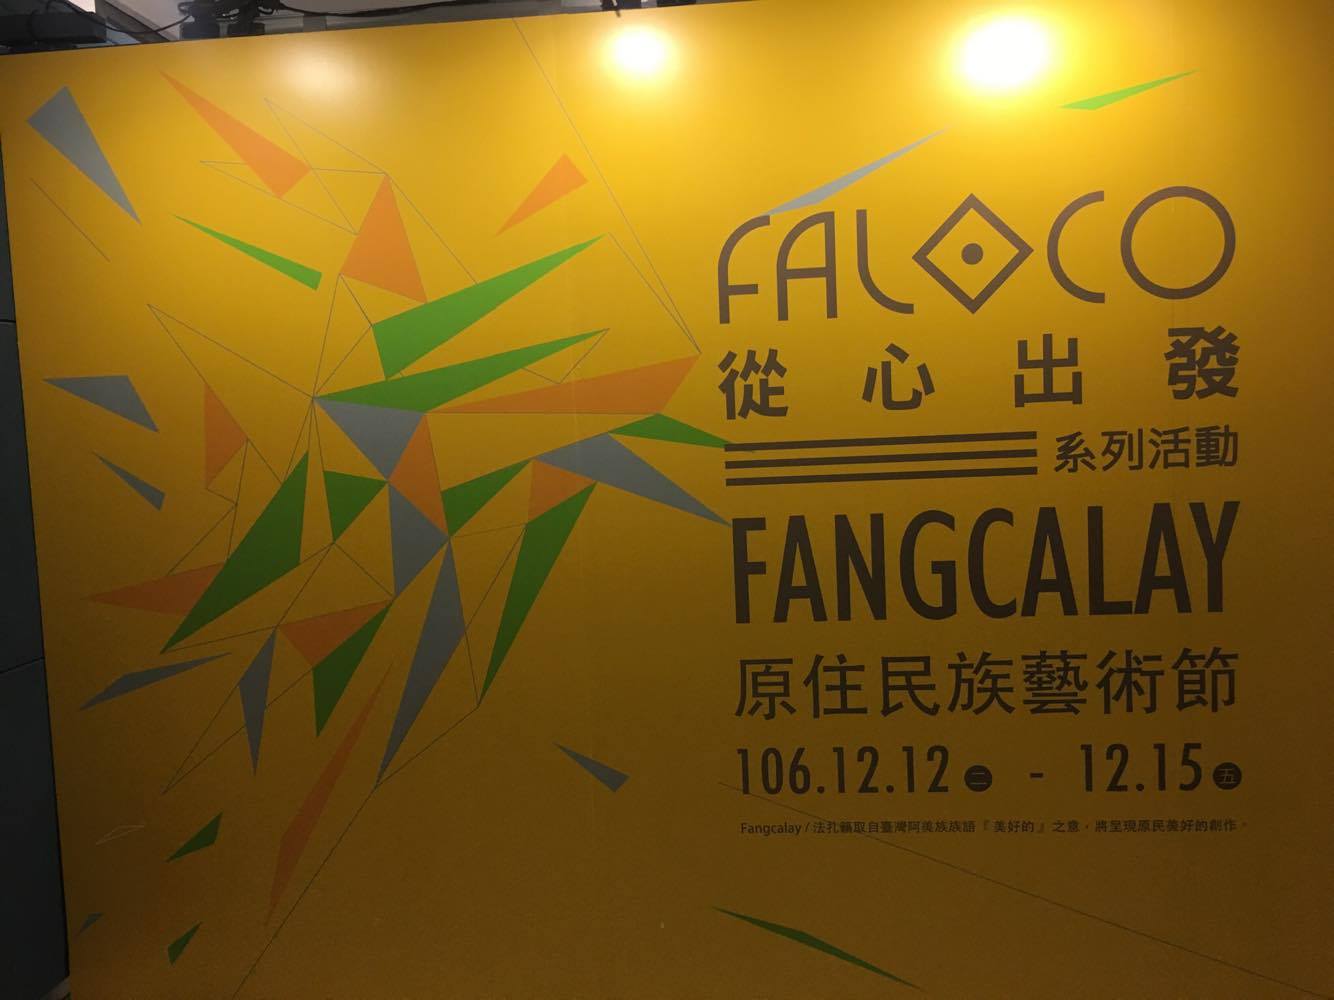 FALOCO
從心出發
系列活動
FANGCALAY
原住民族藝術節
106.12.12 二 - 12.15 五
Fangcalay / 法扎籟取自臺灣阿美族族語『美好的』之意，將呈現原民美好的創作。